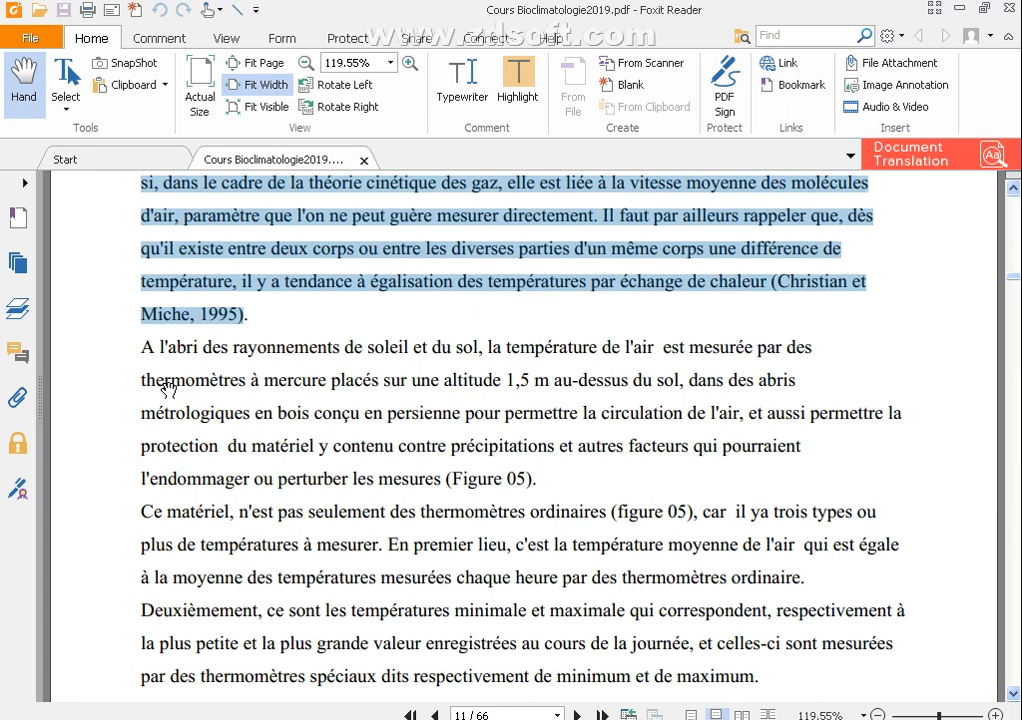 Cours Bioclimatologie2019.pdf - Foxit Reader
File Home Comment View Form Protect Share Connect Help Find
www.zdsoft.com
Hand Select SnapShot Clipboard Tools
Actual Size Fit Page Fit Width Fit Visible 119.55% Rotate Left Rotate Right View
Typewriter Highlight Comment
From File From Scanner Blank From Clipboard Create
PDF Sign Protect
Link Bookmark Links
File Attachment Image Annotation Audio & Video Insert
Start Cours Bioclimatologie2019.... Document Translation
si, dans le cadre de la théorie cinétique des gaz, elle est liée à la vitesse moyenne des molécules
d'air, paramètre que l'on ne peut guère mesurer directement. Il faut par ailleurs rappeler que, dès
qu'il existe entre deux corps ou entre les diverses parties d'un même corps une différence de
température, il y a tendance à égalisation des températures par échange de chaleur (Christian et
Miche, 1995).
A l'abri des rayonnements de soleil et du sol, la température de l'air est mesurée par des
thermomètres à mercure placés sur une altitude 1,5 m au-dessus du sol, dans des abris
métrologiques en bois conçu en persienne pour permettre la circulation de l'air, et aussi permettre la
protection du matériel y contenu contre précipitations et autres facteurs qui pourraient
l'endommager ou perturber les mesures (Figure 05).
Ce matériel, n'est pas seulement des thermomètres ordinaires (figure 05), car il ya trois types ou
plus de températures à mesurer. En premier lieu, c'est la température moyenne de l'air qui est égale
à la moyenne des températures mesurées chaque heure par des thermomètres ordinaire.
Deuxièmement, ce sont les températures minimale et maximale qui correspondent, respectivement à
la plus petite et la plus grande valeur enregistrées au cours de la journée, et celles-ci sont mesurées
par des thermomètres spéciaux dits respectivement de minimum et de maximum.
11 / 66 119.55%